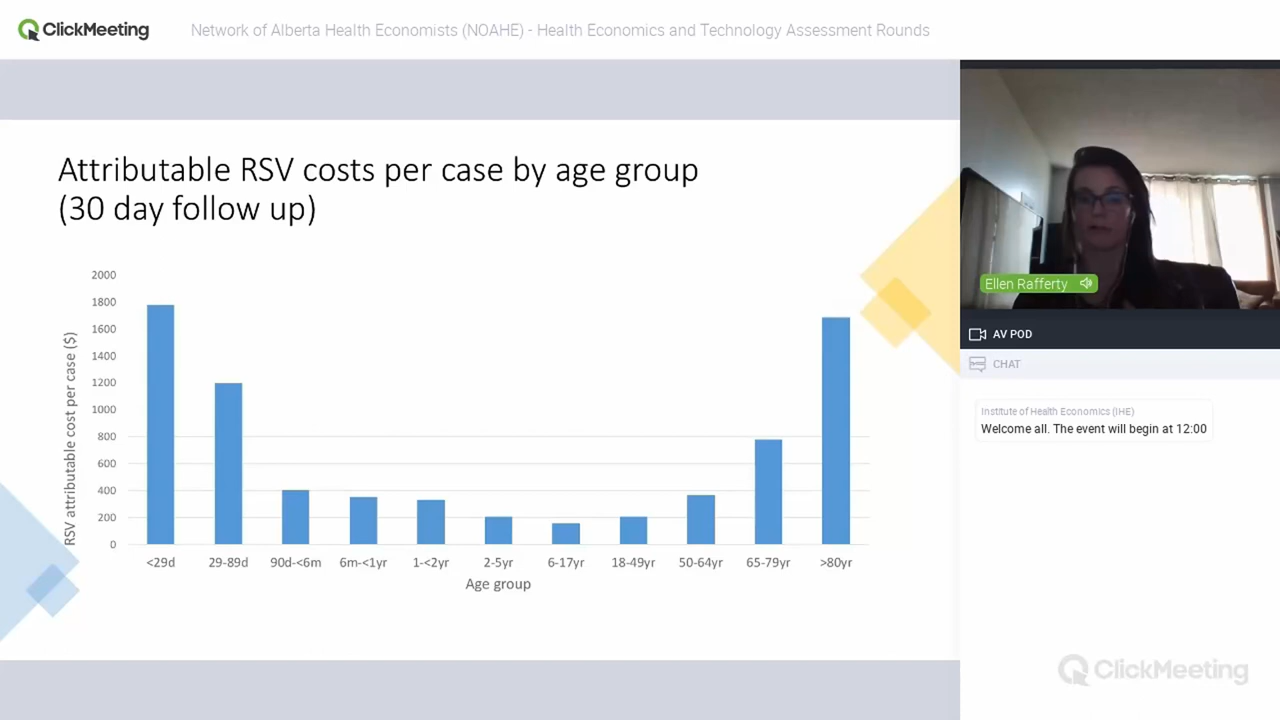 ClickMeeting
Network of Alberta Health Economists (NOAHE) - Health Economics and Technology Assessment Rounds
Attributable RSV costs per case by age group
(30 day follow up)
RSV attributable cost per case ($)
2000
1800
1600
1400
1200
1000
800
600
400
200
0
<29d 29-89d 90d-<6m 6m-<1yr 1-<2yr 2-5yr 6-17yr 18-49yr 50-64yr 65-79yr >80yr
Age group
Ellen Rafferty
AV POD
CHAT
Institute of Health Economics (IHE)
Welcome all. The event will begin at 12:00
ClickMeeting